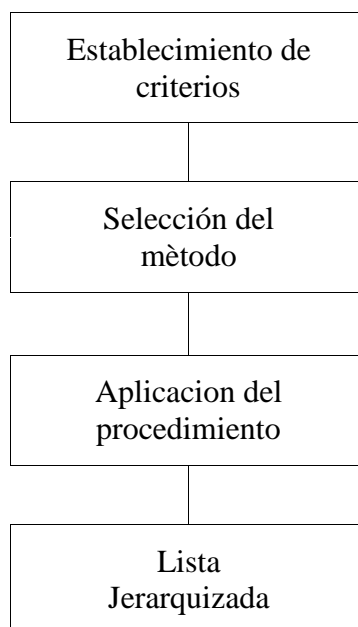 Establecimiento de
criterios
Selección del
mètodo
Aplicacion del
procedimiento
Lista
Jerarquizada